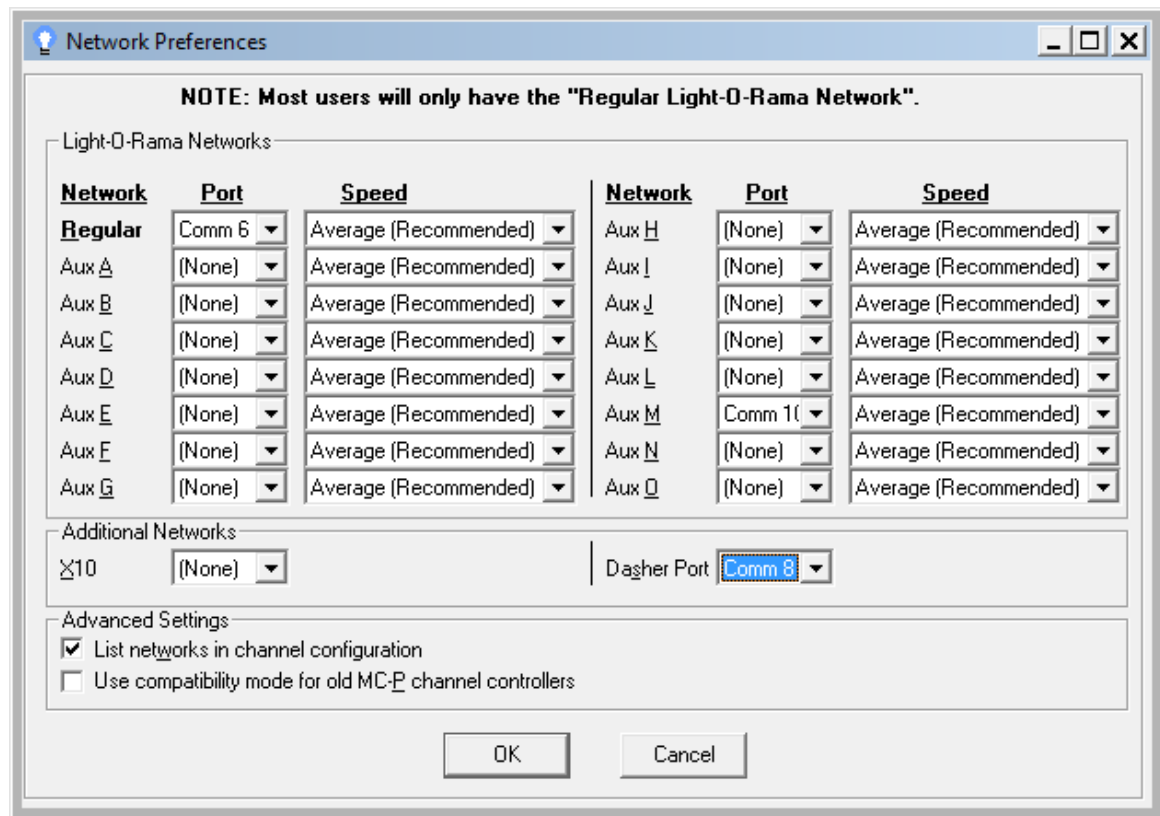 Network Preferences
NOTE: Most users will only have the "Regular Light-O-Rama Network".
Light-O-Rama Networks
Network Port Speed Network Port Speed
Regular Comm 6 Average (Recommended) Aux H (None) Average (Recommended)
Aux A (None) Average (Recommended) Aux I (None) Average (Recommended)
Aux B (None) Average (Recommended) Aux J (None) Average (Recommended)
Aux C (None) Average (Recommended) Aux K (None) Average (Recommended)
Aux D (None) Average (Recommended) Aux L (None) Average (Recommended)
Aux E (None) Average (Recommended) Aux M Comm 10 Average (Recommended)
Aux F (None) Average (Recommended) Aux N (None) Average (Recommended)
Aux G (None) Average (Recommended) Aux O (None) Average (Recommended)
Additional Networks
X10 (None) Dasher Port Comm 8
Advanced Settings
List networks in channel configuration
Use compatibility mode for old MC-P channel controllers
OK Cancel